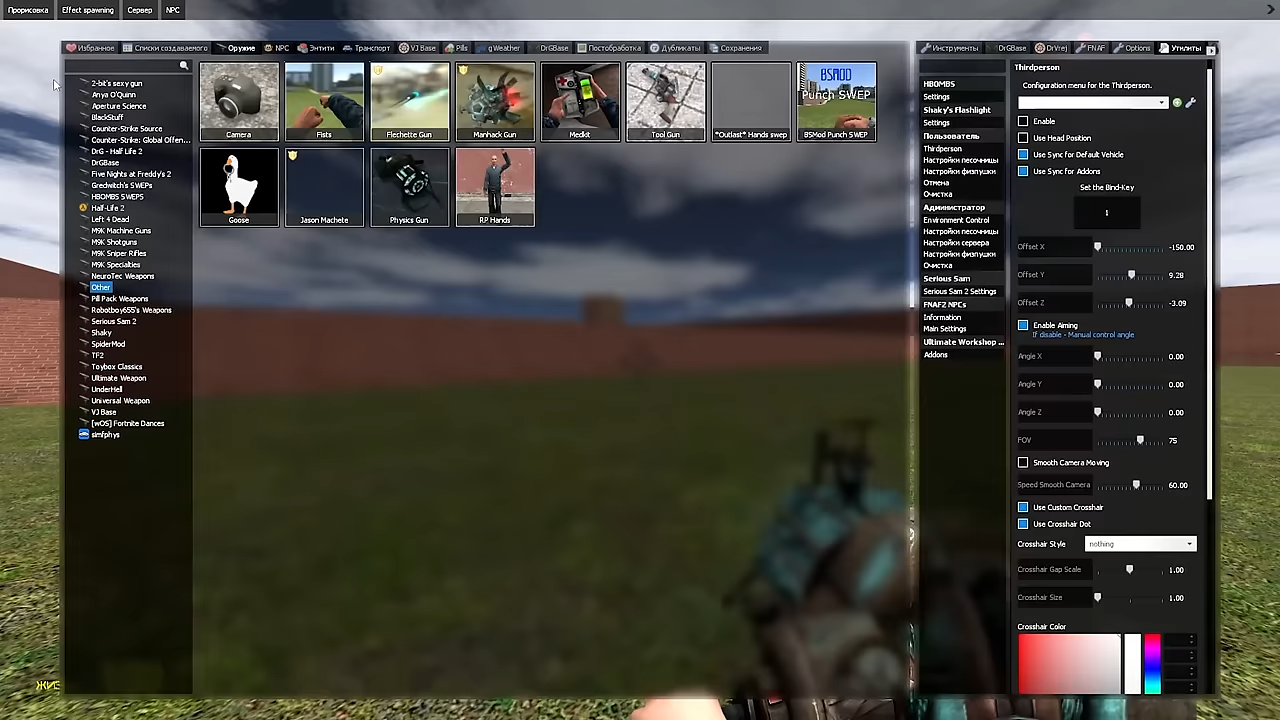 Прорисовка Effect spawning Сервер NPC
Избранное Списки создаваемого Оружие NPC Энтити Транспорт VJ Base Pills gWeather DrGBase Постобработка Дубликаты Сохранения
2-bit's sexy gun
Anya O'Quinn
Aperture Science
BlackStuff
Counter-Strike Source
Counter-Strike: Global Offen...
DrG - Half Life 2
DrGBase
Five Nights at Freddy's 2
Gredwitch's SWEPs
HBOMBS SWEPS
Half-Life 2
Left 4 Dead
M9K Machine Guns
M9K Shotguns
M9K Sniper Rifles
M9K Specialties
NeuroTec Weapons
Other
Pill Pack Weapons
Robotboy655's Weapons
Serious Sam 2
Shaky
SpiderMod
TF2
Toybox Classics
Ultimate Weapon
UnderHell
Universal Weapon
VJ Base
[wOS] Fortnite Dances
simfphys
BSMOD
Punch SWEP
Camera Fists Flechette Gun Manhack Gun Medkit Tool Gun *Outlast* Hands swep BSMod Punch SWEP
Goose Jason Machete Physics Gun RP Hands
Инструменты DrGBase DrVrej FNAF Options Утилиты
HBOMBS
Settings
Shaky's Flashlight
Settings
Пользователь
Thirdperson
Настройки песочницы
Настройки физпушки
Отмена
Очистка
Администратор
Environment Control
Настройки песочницы
Настройки сервера
Настройки физпушки
Очистка
Serious Sam
Serious Sam 2 Settings
FNAF2 NPCs
Information
Main Settings
Ultimate Workshop ...
Addons
Thirdperson
Configuration menu for the Thirdperson.
Enable
Use Head Position
Use Sync for Default Vehicle
Use Sync for Addons
Set the Bind-Key
Offset X -150.00
Offset Y 9.28
Offset Z -3.09
Enable Aiming
If disable - Manual control angle
Angle X 0.00
Angle Y 0.00
Angle Z 0.00
FOV 75
Smooth Camera Moving
Speed Smooth Camera 60.00
Use Custom Crosshair
Use Crosshair Dot
Crosshair Style nothing
Crosshair Gap Scale 1.00
Crosshair Size 1.00
Crosshair Color